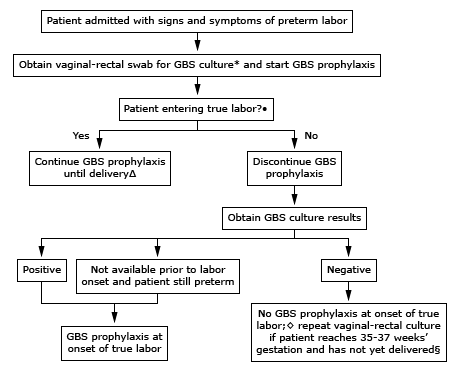 Patient admitted with signs and symptoms of preterm labor
Obtain vaginal-rectal swab for GBS culture* and start GBS prophylaxis
Patient entering true labor?•
Yes
No
Continue GBS prophylaxis
until delivery∆
Discontinue GBS
prophylaxis
Obtain GBS culture results
Positive
Not available prior to labor
onset and patient still preterm
Negative
GBS prophylaxis at
onset of true labor
No GBS prophylaxis at onset of true
labor;◊ repeat vaginal-rectal culture
if patient reaches 35-37 weeks'
gestation and has not yet delivered§